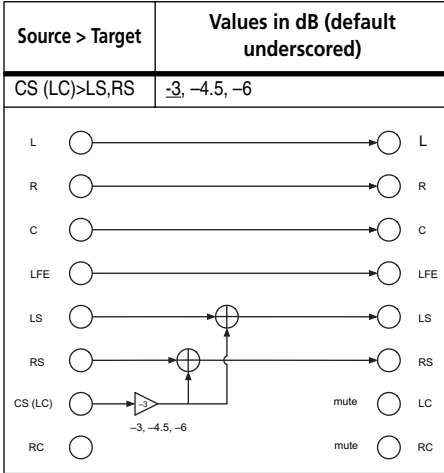 Source > Target
Values in dB (default
underscored)
CS (LC)>LS,RS
-3, –4.5, –6
L
L
R
R
C
C
LFE
LFE
LS
LS
RS
RS
CS (LC)
–3
mute
LC
–3, –4.5, –6
RC
mute
RC